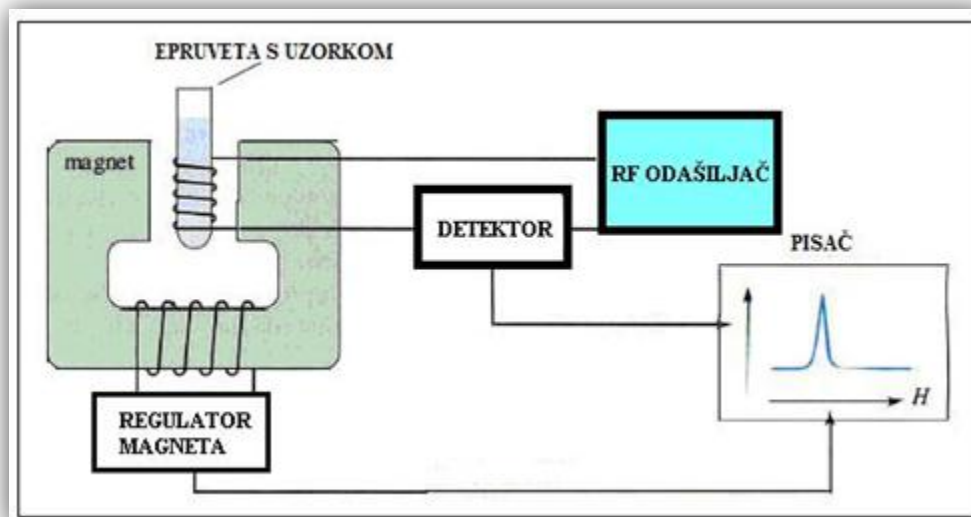 EPRUVETA S UZORKOM
magnet
RF ODAŠILJAČ
DETEKTOR
PISAČ
H
REGULATOR
MAGNETA